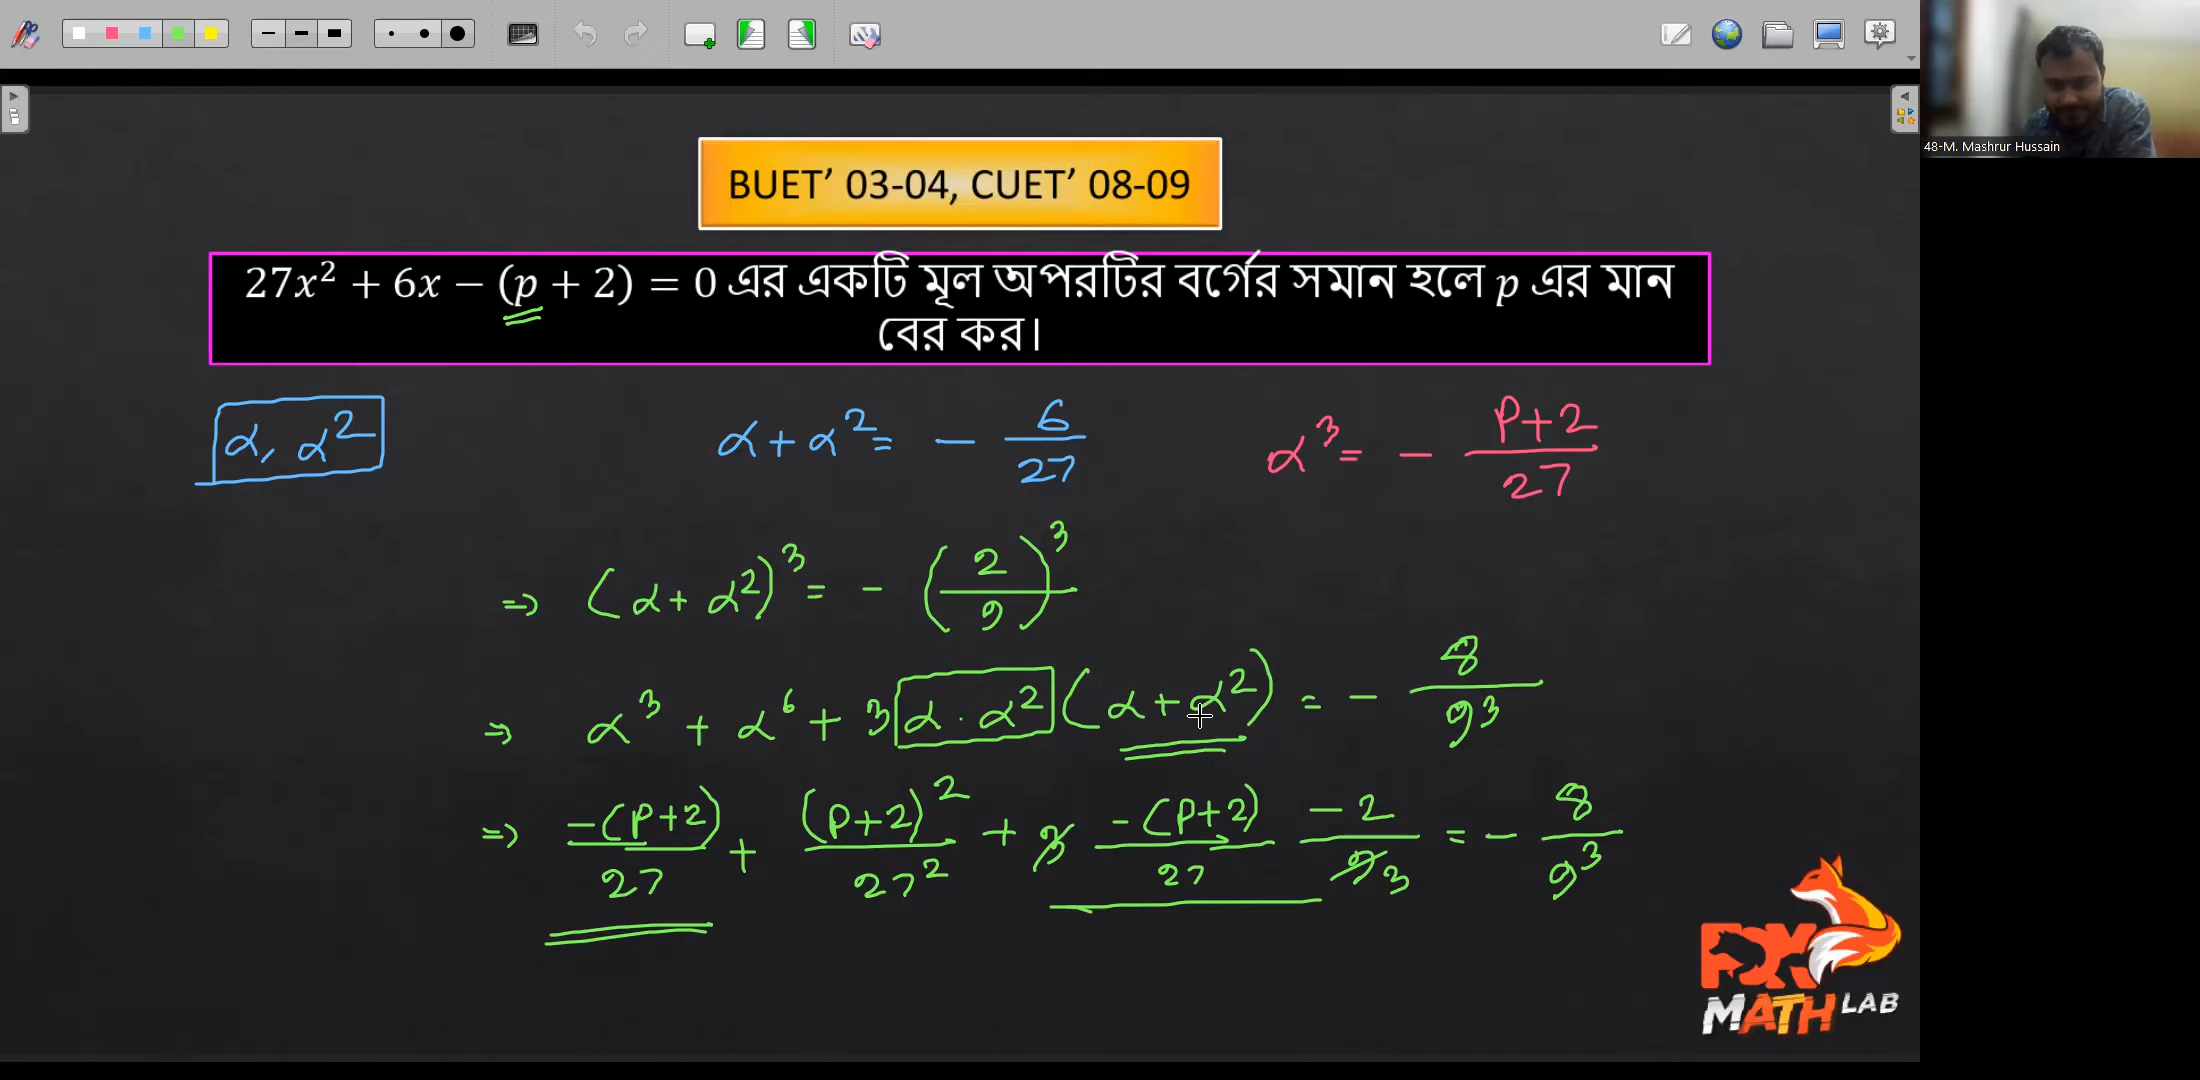 48-M. Mashrur Hussain
BUET’ 03-04, CUET’ 08-09
27x² + 6x − (p + 2) = 0 এর একটি মূল অপরটির বর্গের সমান হলে p এর মান
বের কর।
α, α²
α + α² = − 6/27
α³ = − P+2/27
⇒ (α + α²)³ = − (2/9)³
⇒ α³ + α⁶ + 3 α · α² (α + α²) = − 8/9³
⇒ −(P+2)/27 + (P+2)²/27² + 3 −(P+2)/27 −2/9 3 = − 8/9³
FOX
MATH LAB